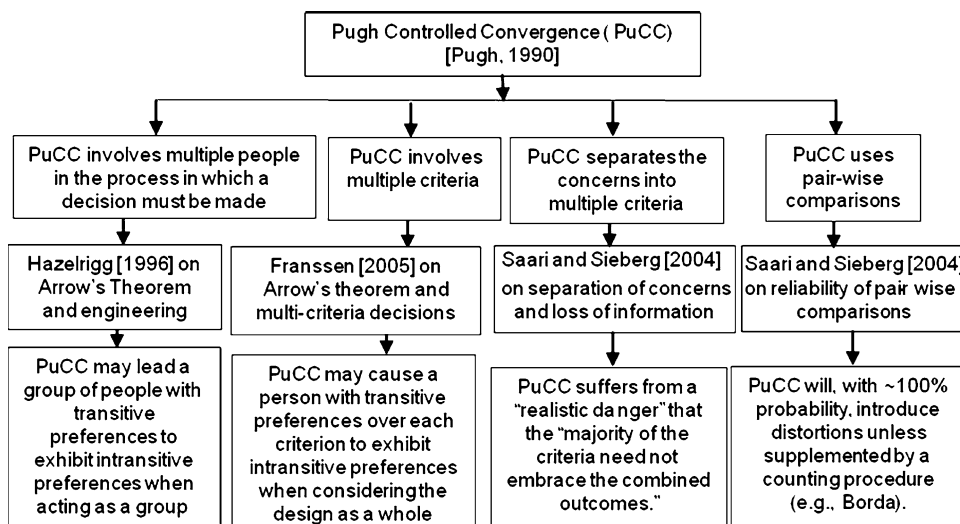 Pugh Controlled Convergence ( PuCC)
[Pugh, 1990]
PuCC involves multiple people
in the process in which a
decision must be made
PuCC involves
multiple criteria
PuCC separates the
concerns into
multiple criteria
PuCC uses
pair-wise
comparisons
Hazelrigg [1996] on
Arrow's Theorem
and engineering
Franssen [2005] on
Arrow's theorem and
multi-criteria decisions
Saari and Sieberg [2004]
on separation of concerns
and loss of information
Saari and Sieberg [2004]
on reliability of pair wise
comparisons
PuCC may lead a
group of people with
transitive
preferences to
exhibit intransitive
preferences when
acting as a group
PuCC may cause a
person with transitive
preferences over each
criterion to exhibit
intransitive preferences
when considering the
design as a whole
PuCC suffers from a
"realistic danger" that
the "majority of the
criteria need not
embrace the combined
outcomes."
PuCC will, with ~100%
probability, introduce
distortions unless
supplemented by a
counting procedure
(e.g., Borda).